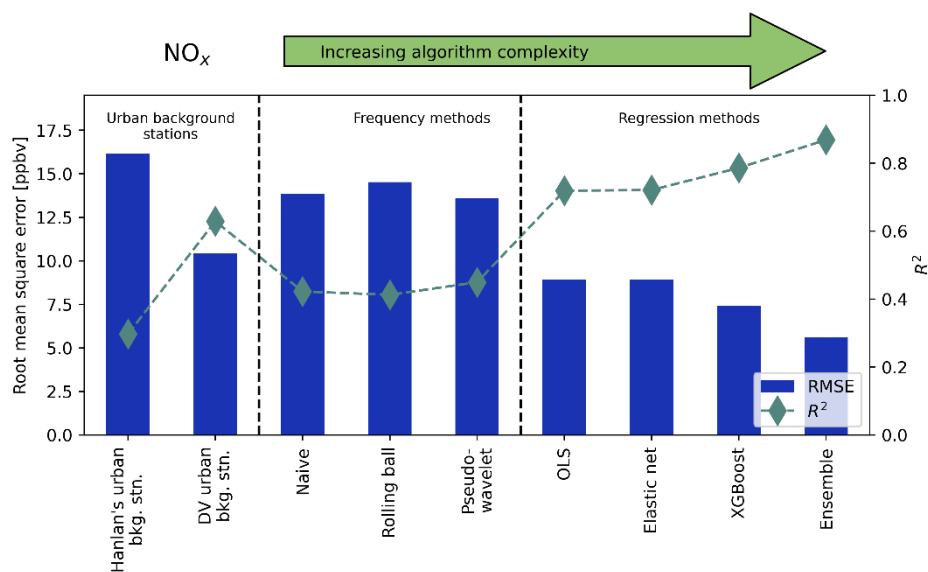 NOx
Increasing algorithm complexity
Urban background
stations
Frequency methods
Regression methods
Root mean square error [ppbv]
17.5
15.0
12.5
10.0
7.5
5.0
2.5
0.0
1.0
0.8
0.6
0.4
0.2
0.0
R²
RMSE
R²
Hanlan's urban
bkg. stn.
DV urban
bkg. stn.
Naive
Rolling ball
Pseudo-
wavelet
OLS
Elastic net
XGBoost
Ensemble